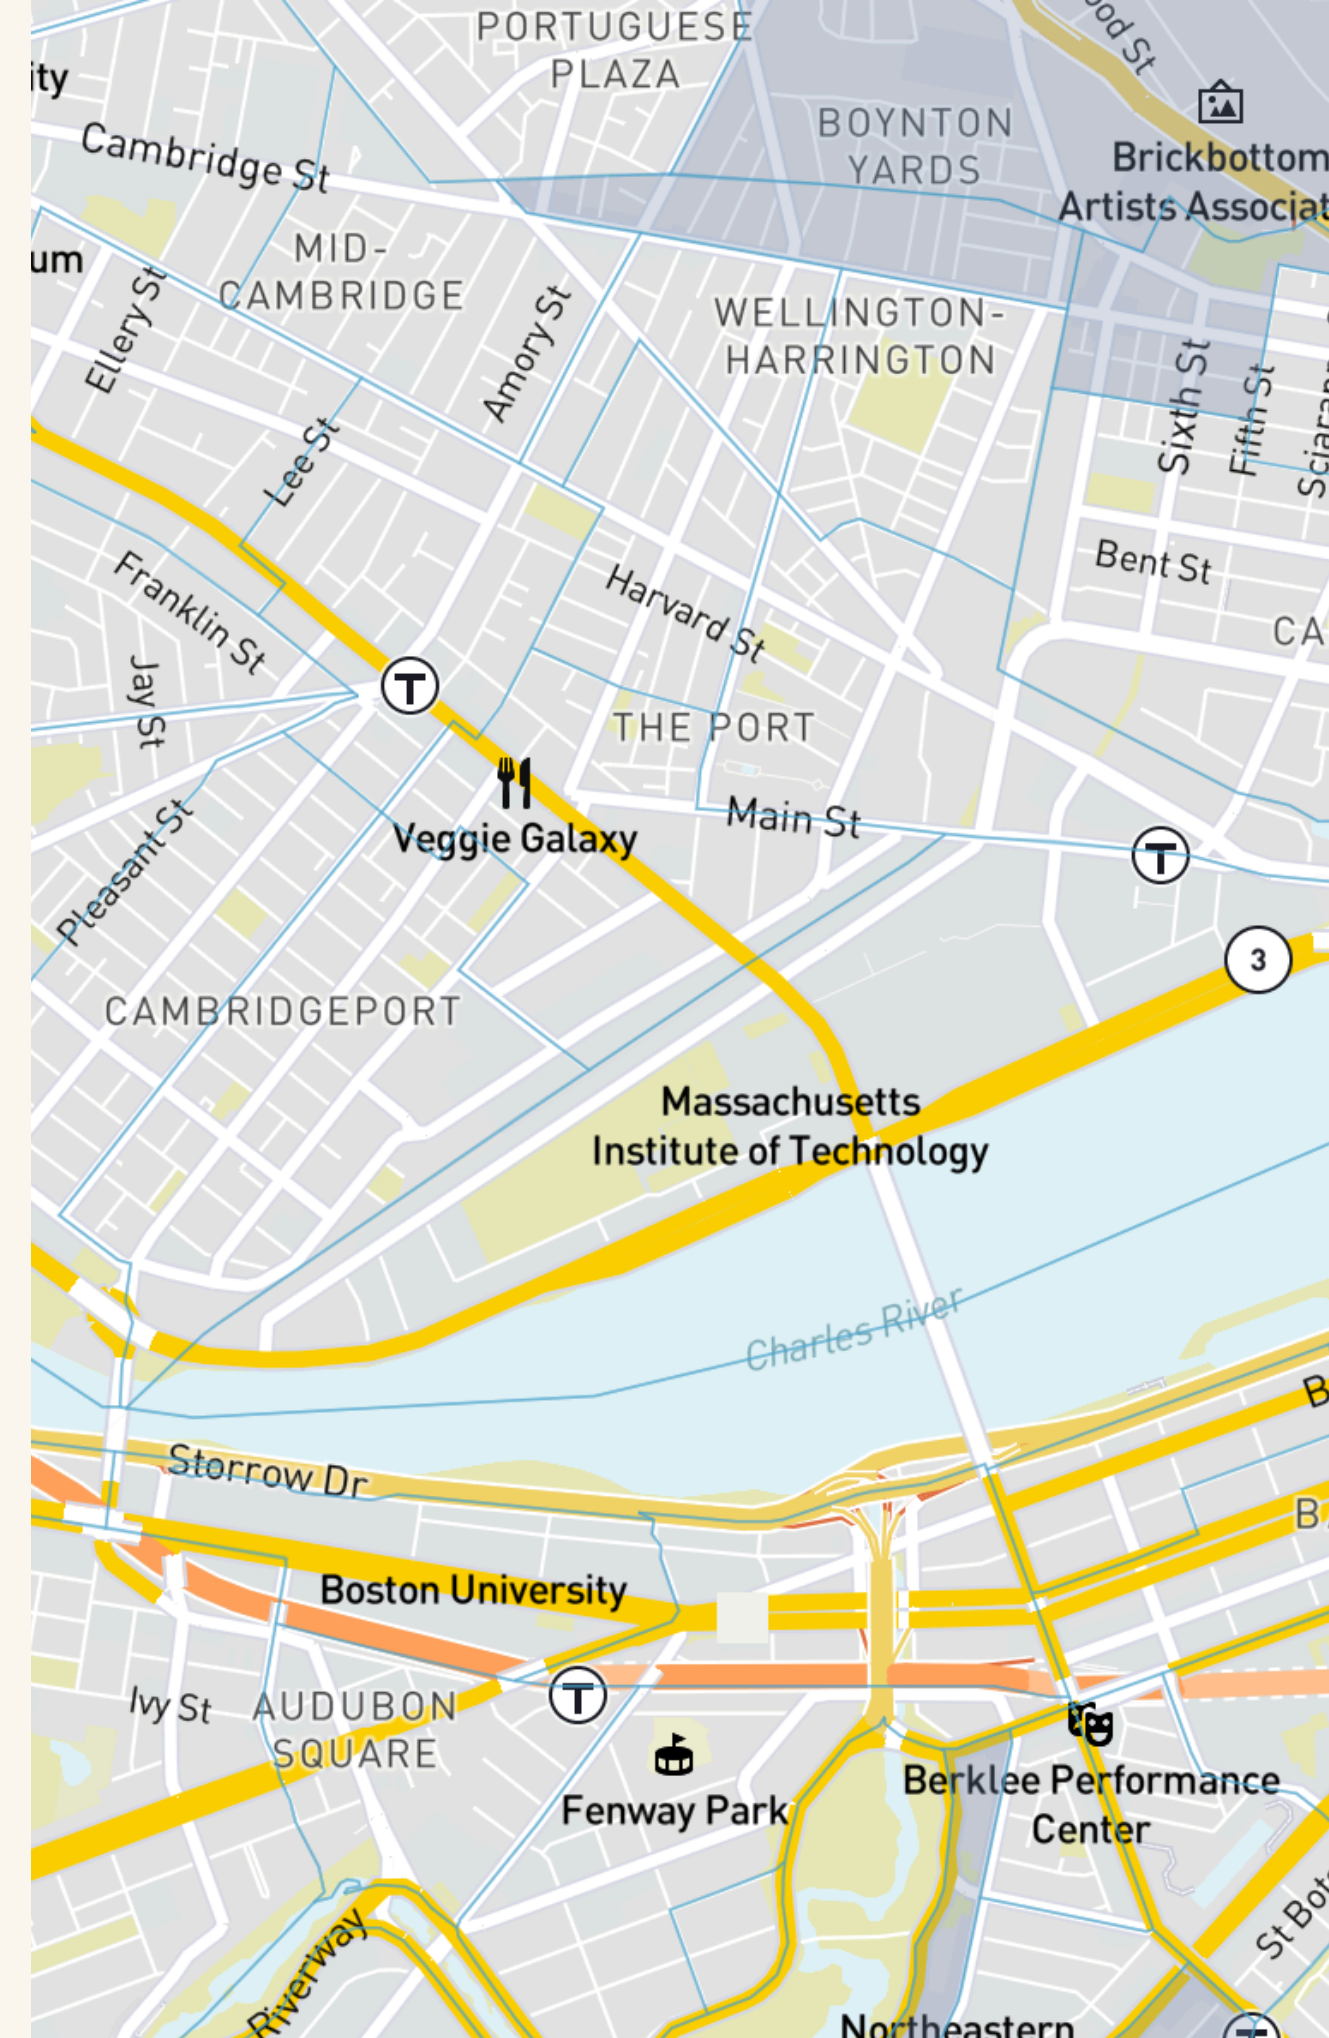 PORTUGUESE
PLAZA
ity
Cambridge St
BOYNTON
YARDS
Brickbottom
Artists Associat
um
MID-
CAMBRIDGE
Ellery St
Amory St
WELLINGTON-
HARRINGTON
Sixth St
Fifth St
Lee St
Franklin St
Harvard St
Bent St
CA
Jay St
T
THE PORT
Veggie Galaxy
Main St
T
Pleasant St
3
CAMBRIDGEPORT
Massachusetts
Institute of Technology
Charles River
B
Storrow Dr
B
Boston University
Ivy St
AUDUBON
SQUARE
T
Fenway Park
Berklee Performance
Center
Riverway
St Bot
Northeastern
T